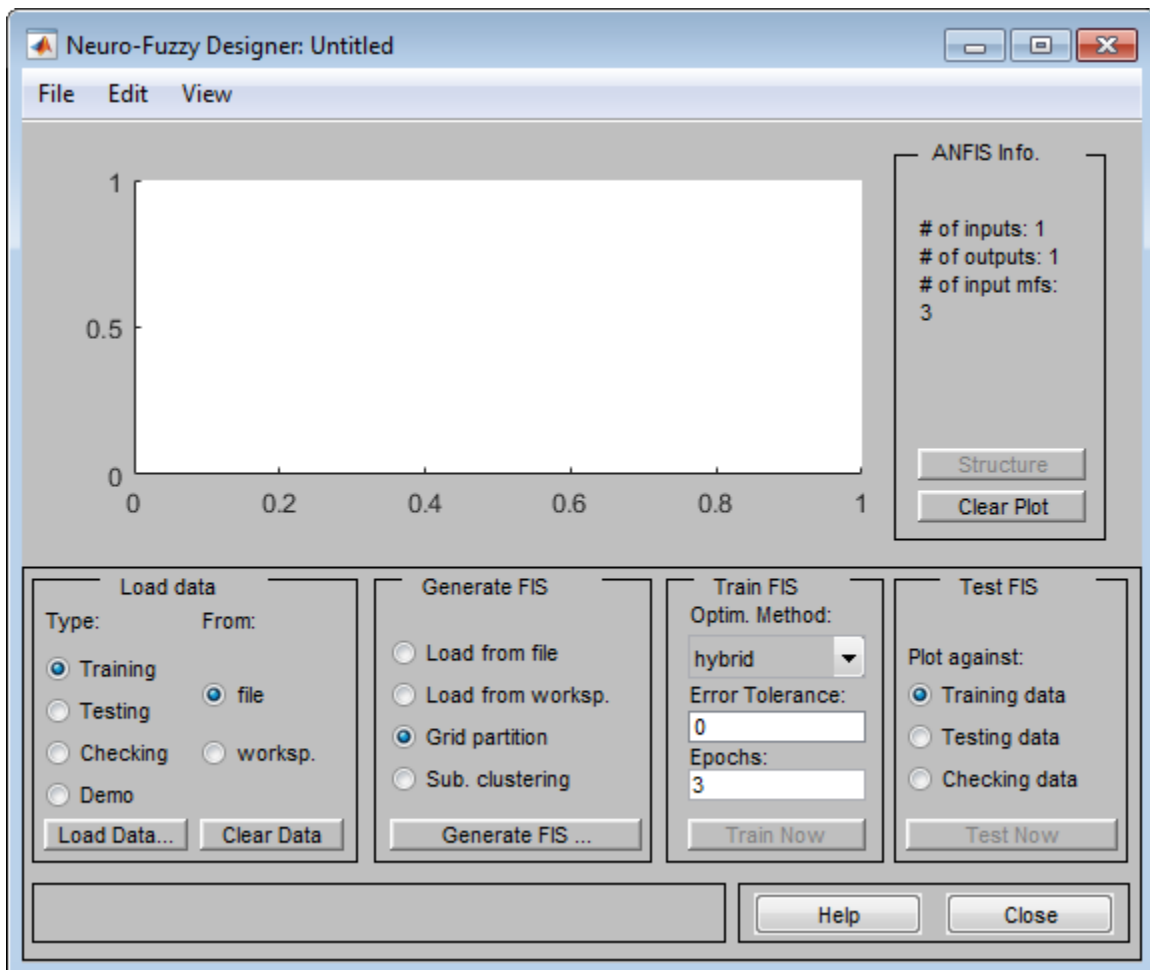 Neuro-Fuzzy Designer: Untitled
File Edit View
1
0.5
0
0 0.2 0.4 0.6 0.8 1
ANFIS Info.
# of inputs: 1
# of outputs: 1
# of input mfs:
3
Structure
Clear Plot
Load data
Type: From:
Training
file
Testing
Checking
worksp.
Demo
Load Data... Clear Data
Generate FIS
Load from file
Load from worksp.
Grid partition
Sub. clustering
Generate FIS ...
Train FIS
Optim. Method:
hybrid
Error Tolerance:
0
Epochs:
3
Train Now
Test FIS
Plot against:
Training data
Testing data
Checking data
Test Now
Help Close